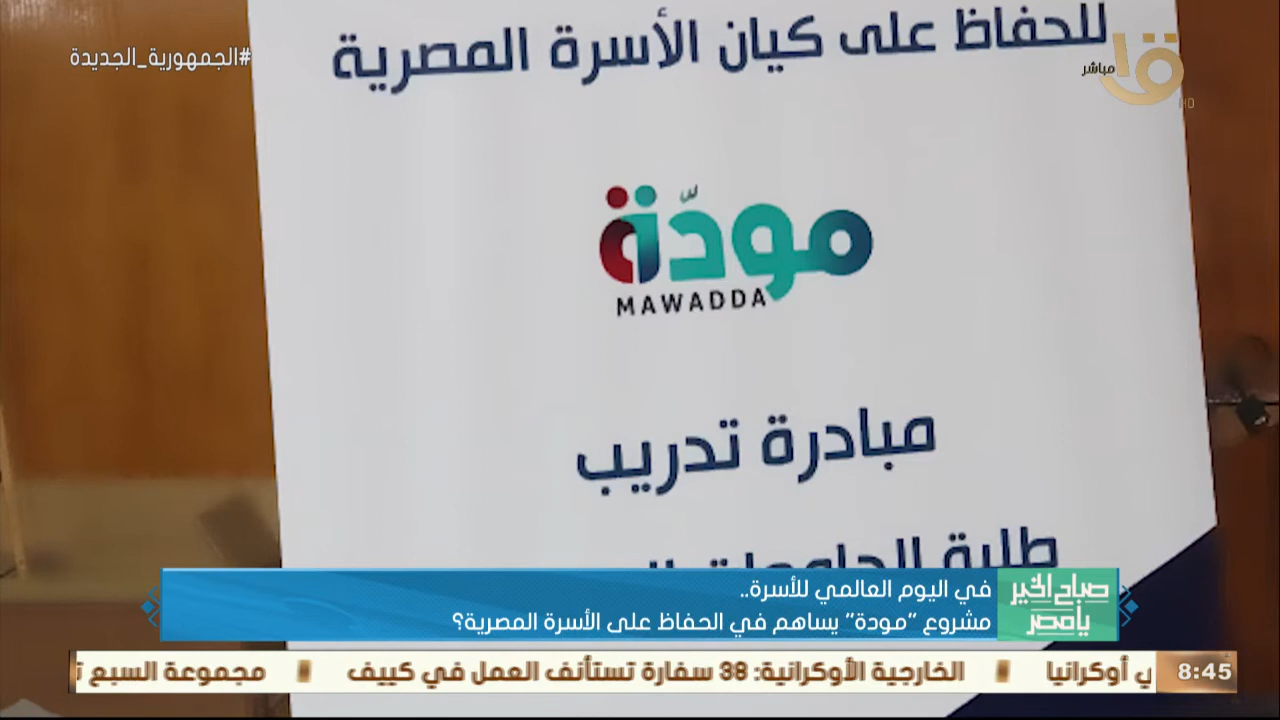 للحفاظ على كيان الأسرة المصرية
#الجمهورية_الجديدة
مباشر
HD
مودّة
MAWADDA
مبادرة تدريب
طلبة
صباح الخير
يا مصر
في اليوم العالمي للأسرة..
مشروع "مودة" يساهم في الحفاظ على الأسرة المصرية؟
8:45
أوكرانيا
الخارجية الأوكرانية: 38 سفارة تستأنف العمل في كييف
مجموعة السبع